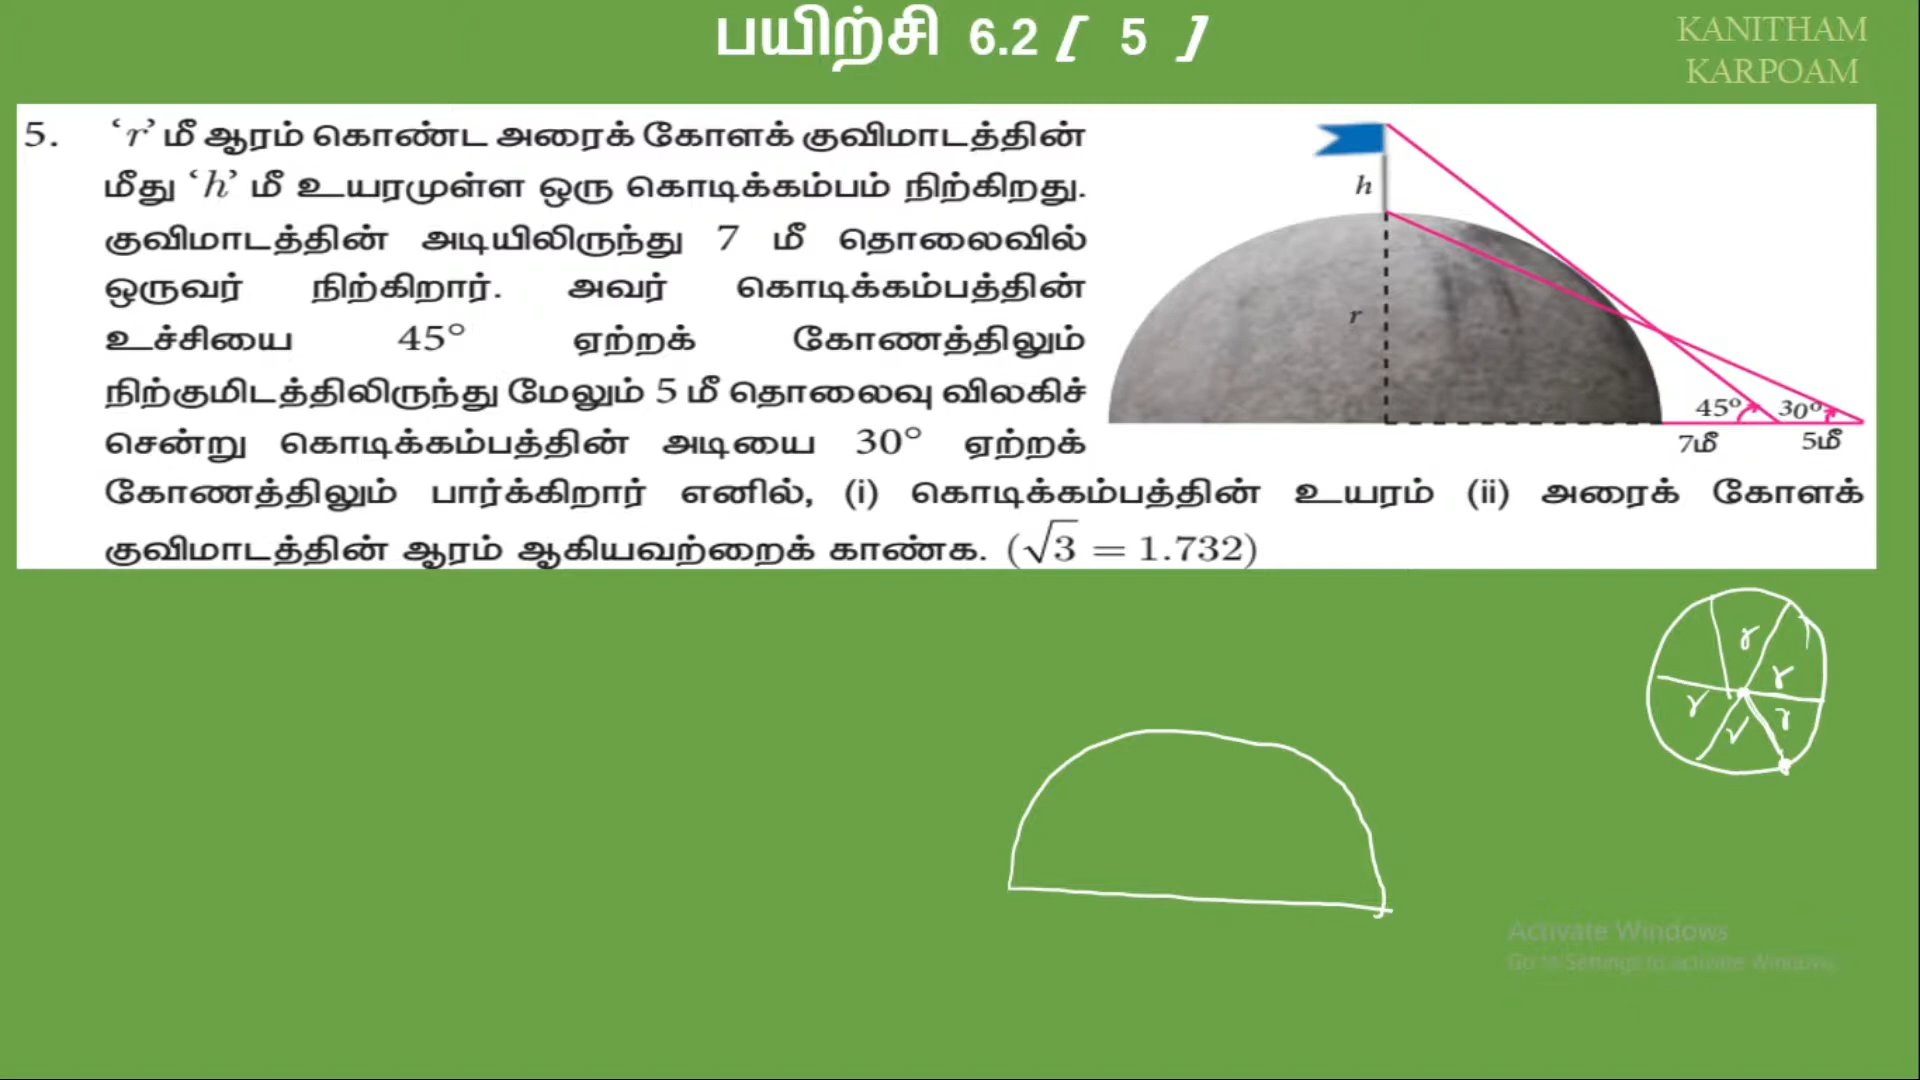 பயிற்சி 6.2 [ 5 ]
KANITHAM
KARPOAM
5. ‘r’ மீ ஆரம் கொண்ட அரைக் கோளக் குவிமாடத்தின்
மீது ‘h’ மீ உயரமுள்ள ஒரு கொடிக்கம்பம் நிற்கிறது.
குவிமாடத்தின் அடியிலிருந்து 7 மீ தொலைவில்
ஒருவர் நிற்கிறார். அவர் கொடிக்கம்பத்தின்
உச்சியை 45° ஏற்றக் கோணத்திலும்
நிற்குமிடத்திலிருந்து மேலும் 5 மீ தொலைவு விலகிச்
சென்று கொடிக்கம்பத்தின் அடியை 30° ஏற்றக்
கோணத்திலும் பார்க்கிறார் எனில், (i) கொடிக்கம்பத்தின் உயரம் (ii) அரைக் கோளக்
குவிமாடத்தின் ஆரம் ஆகியவற்றைக் காண்க. (√3 = 1.732)
h
r
45° 30°
7மீ 5மீ
r
r
r r
r
Activate Windows
Go to Settings to activate Windows.